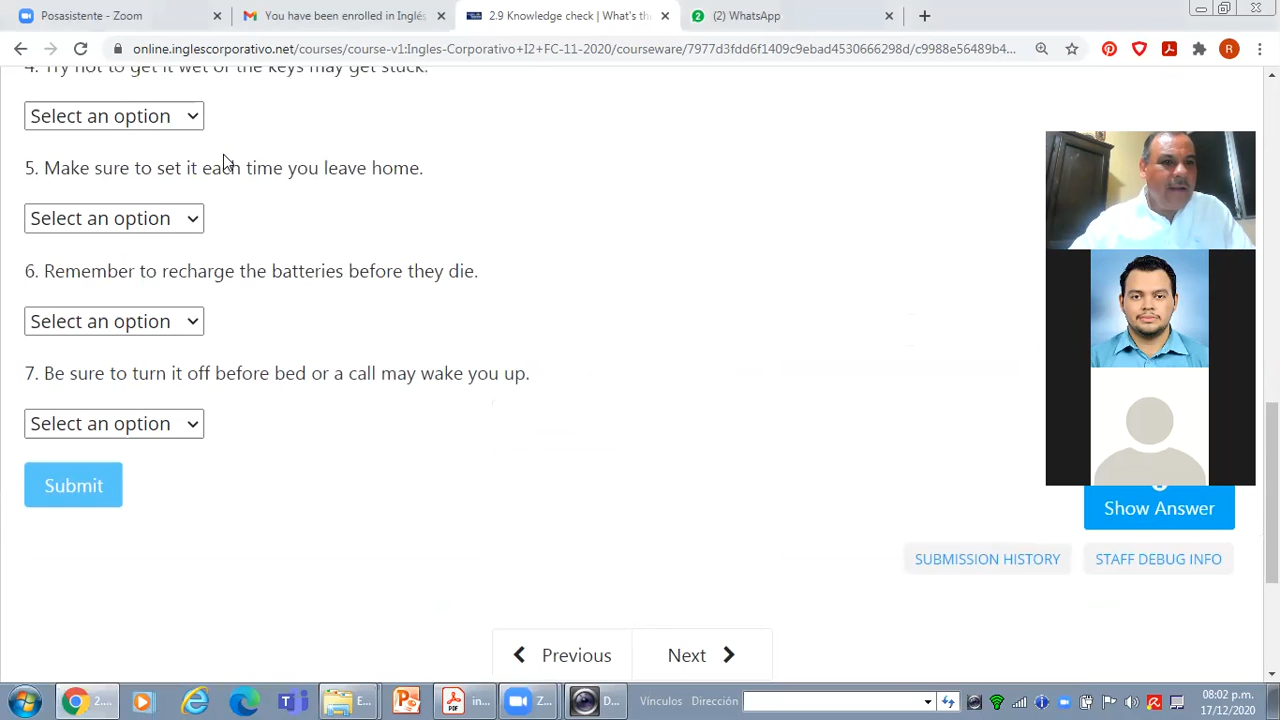 Posasistente - Zoom
You have been enrolled in Inglés
2.9 Knowledge check | What's the
(2) WhatsApp
online.inglescorporativo.net/courses/course-v1:Ingles-Corporativo+I2+FC-11-2020/courseware/7977d3fdd6f1409c9ebad4530666298d/c9988e56489b4...
4. Try not to get it wet or the keys may get stuck.
Select an option
5. Make sure to set it each time you leave home.
Select an option
6. Remember to recharge the batteries before they die.
Select an option
7. Be sure to turn it off before bed or a call may wake you up.
Select an option
Submit
Show Answer
SUBMISSION HISTORY
STAFF DEBUG INFO
Previous
Next
2...
E...
in...
Z...
D...
Vínculos
Dirección
08:02 p.m.
17/12/2020